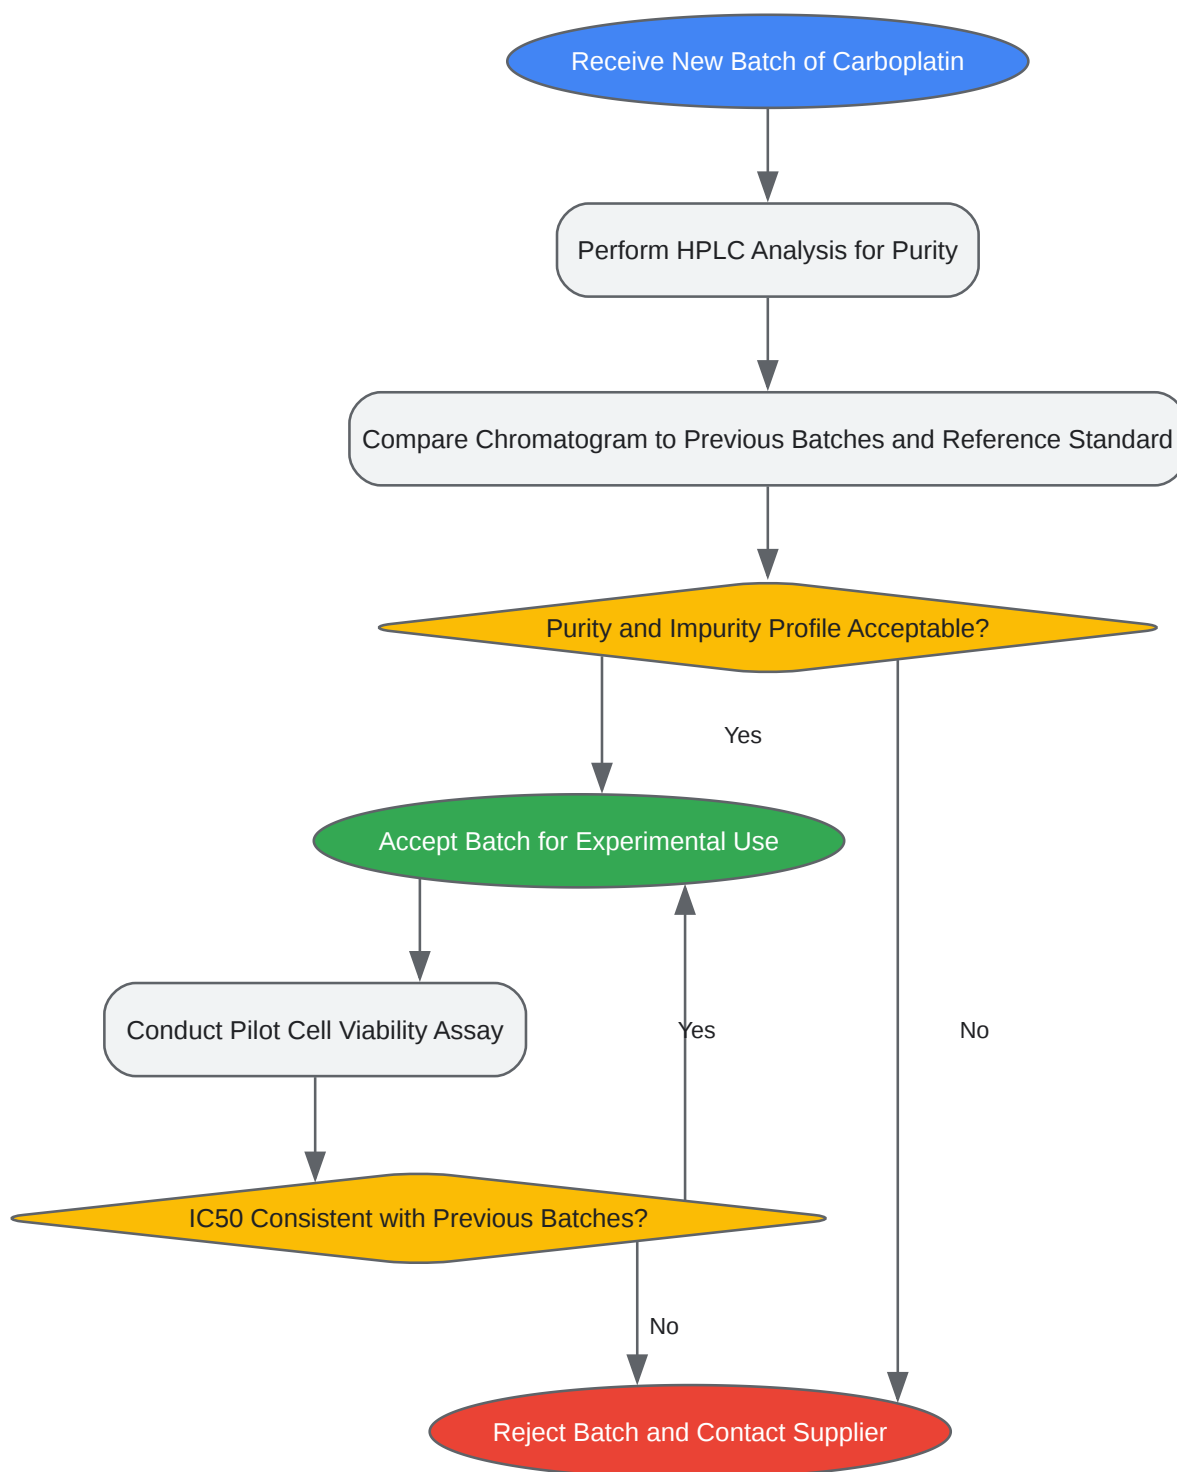 Receive New Batch of Carboplatin
Perform HPLC Analysis for Purity
Compare Chromatogram to Previous Batches and Reference Standard
Purity and Impurity Profile Acceptable?
Yes
Accept Batch for Experimental Use
Conduct Pilot Cell Viability Assay
Yes
No
IC50 Consistent with Previous Batches?
No
Reject Batch and Contact Supplier